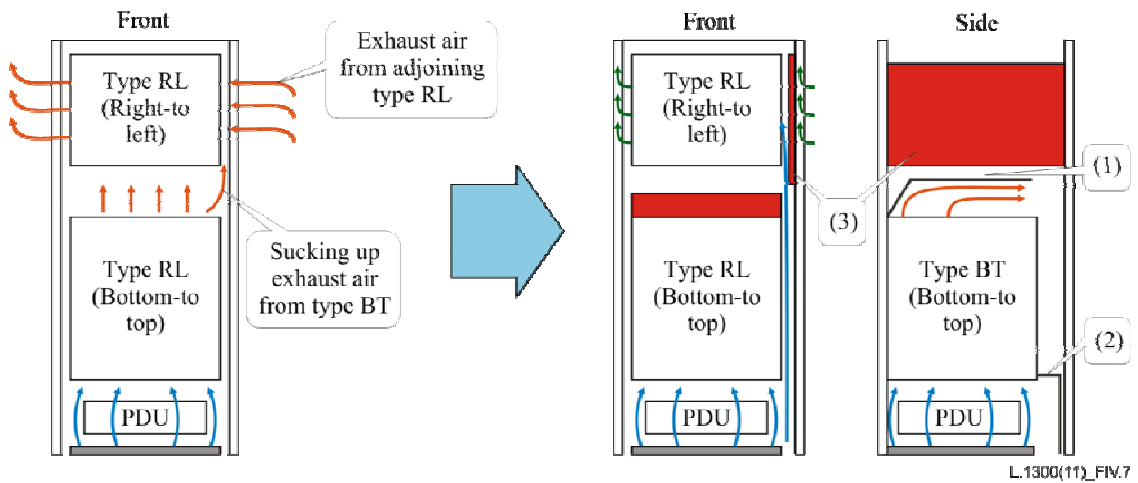 Front
Exhaust air
from adjoining
type RL
Type RL
(Right-to
left)
Sucking up
exhaust air
from type BT
Type RL
(Bottom-to
top)
PDU
Front
Type RL
(Right-to
left)
(3)
Type RL
(Bottom-to
top)
PDU
Side
(1)
Type BT
(Bottom-to
top)
(2)
PDU
L.1300(11)_FIV.7